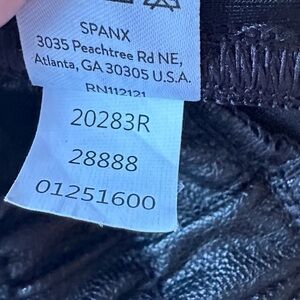 SPANX
3035 Peachtree Rd NE,
Atlanta, GA 30305 U.S.A.
RN112121
20283R
28888
01251600